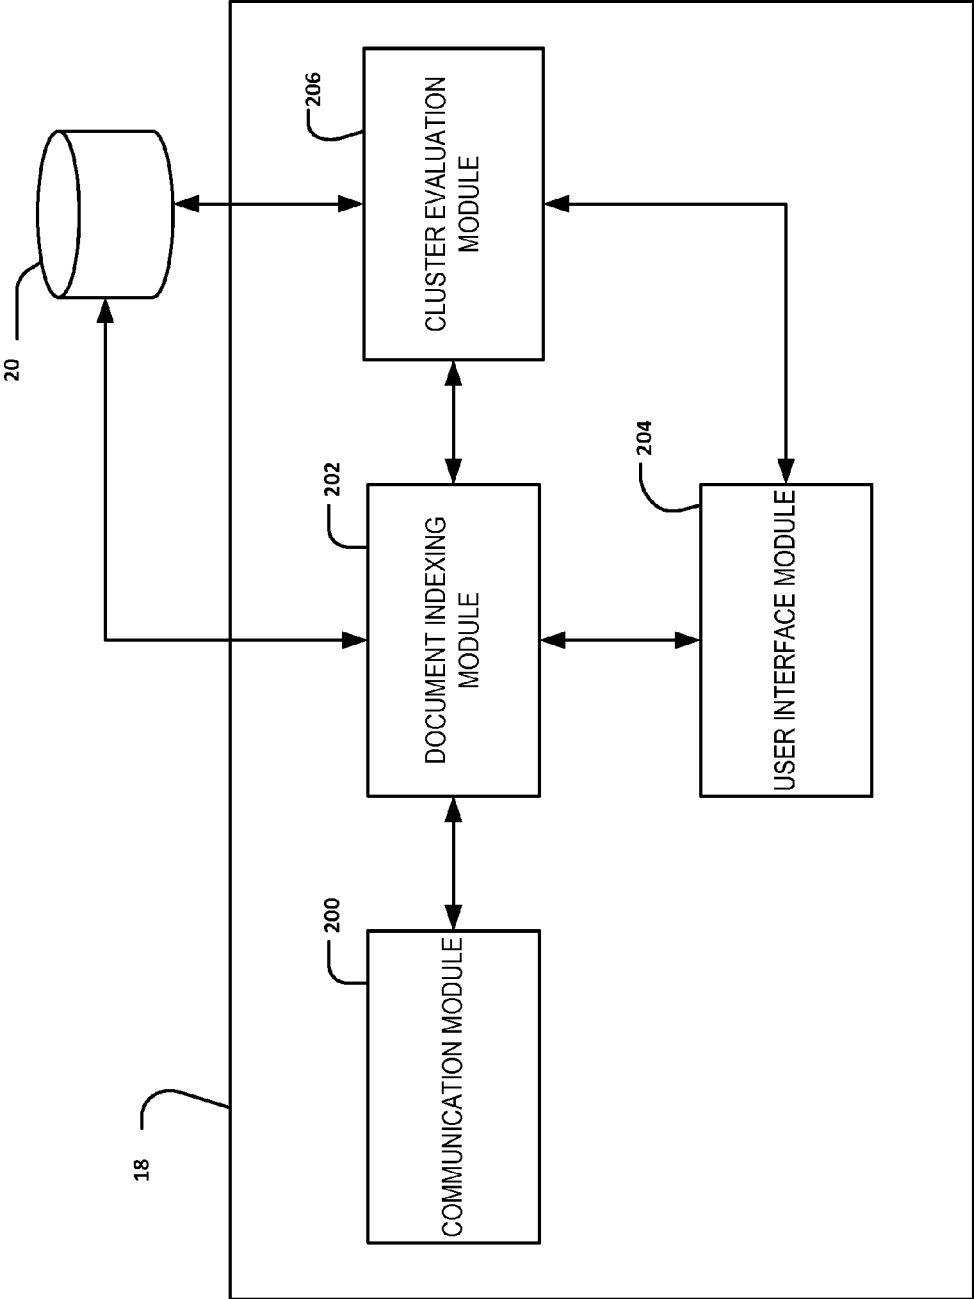 20
18
200
COMMUNICATION MODULE
202
DOCUMENT INDEXING
MODULE
206
CLUSTER EVALUATION
MODULE
204
USER INTERFACE MODULE